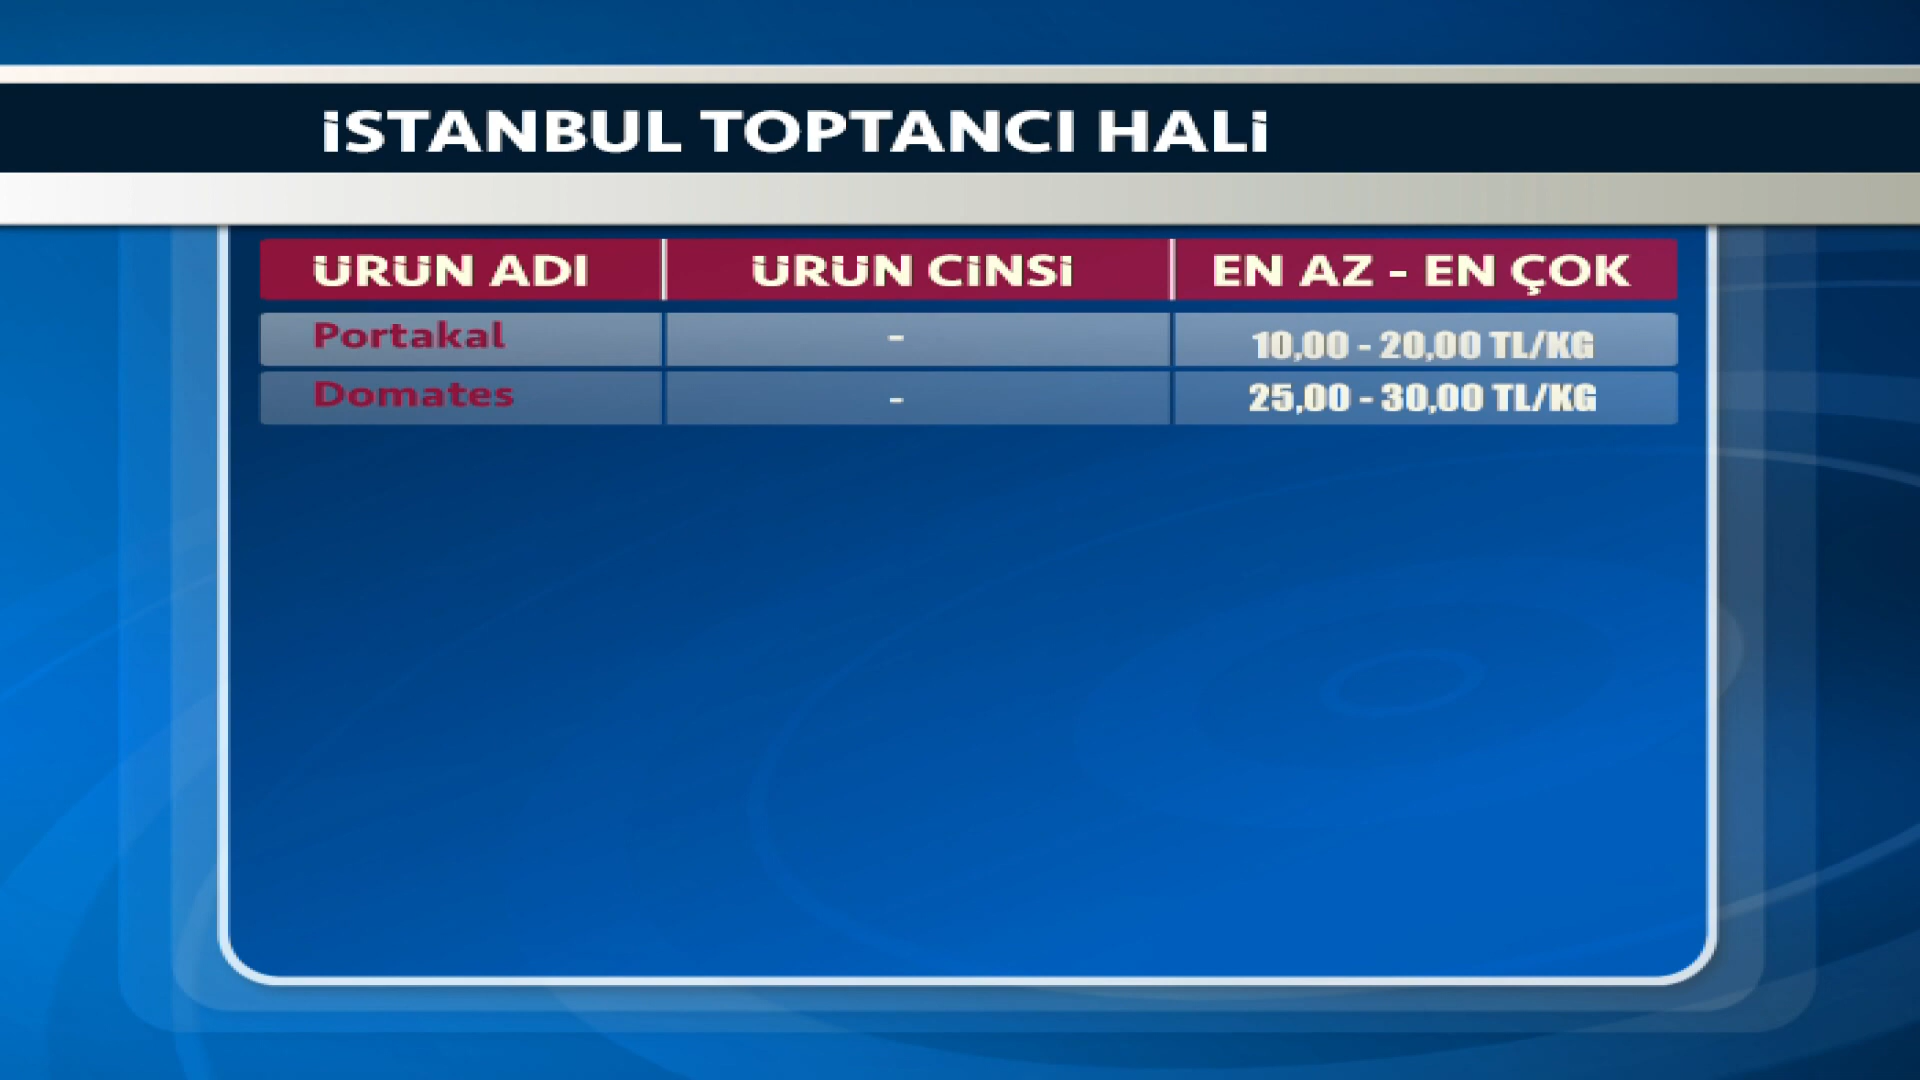 İSTANBUL TOPTANCI HALİ
ÜRÜN ADI ÜRÜN CİNSİ EN AZ - EN ÇOK
Portakal - 10,00 - 20,00 TL/KG
Domates - 25,00 - 30,00 TL/KG